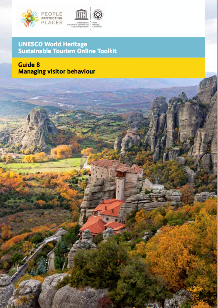 PEOPLE
PROTECTING
PLACES
UNESCO World Heritage
Sustainable Tourism Online Toolkit
Guide 8
Managing visitor behaviour